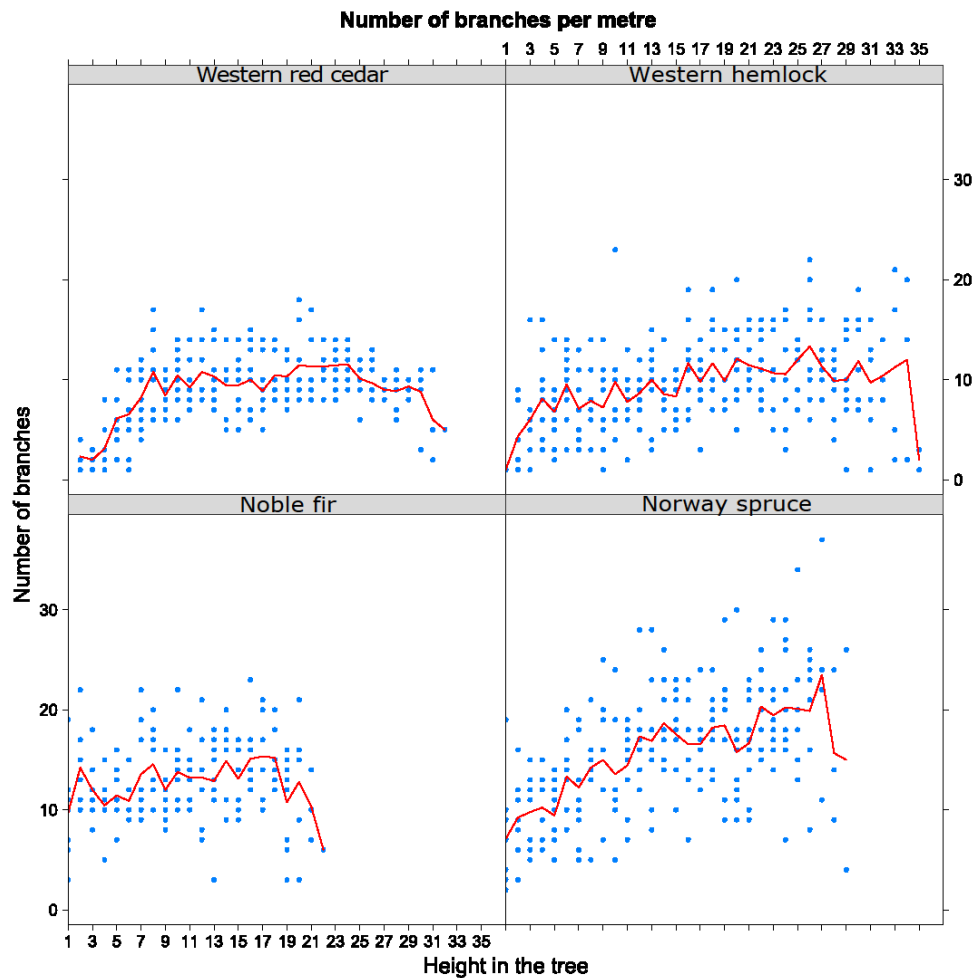 Number of branches per metre
1 3 5 7 9 11 13 15 17 19 21 23 25 27 29 31 33 35
Western red cedar
Western hemlock
30
20
10
0
Noble fir
Norway spruce
Number of branches
30
20
10
0
1 3 5 7 9 11 13 15 17 19 21 23 25 27 29 31 33 35
Height in the tree